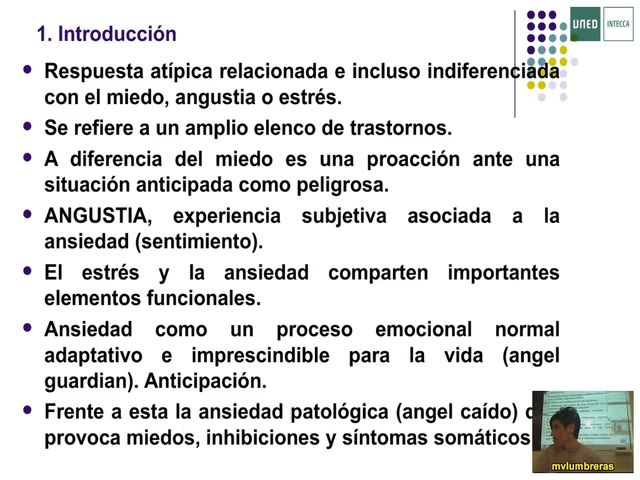 1. Introducción
UNED
INTECCA
Respuesta atípica relacionada e incluso indiferenciada
con el miedo, angustia o estrés.
Se refiere a un amplio elenco de trastornos.
A diferencia del miedo es una proacción ante una
situación anticipada como peligrosa.
ANGUSTIA, experiencia subjetiva asociada a la
ansiedad (sentimiento).
El estrés y la ansiedad comparten importantes
elementos funcionales.
Ansiedad como un proceso emocional normal
adaptativo e imprescindible para la vida (angel
guardian). Anticipación.
Frente a esta la ansiedad patológica (angel caído)
provoca miedos, inhibiciones y síntomas somáticos
mvlumbreras